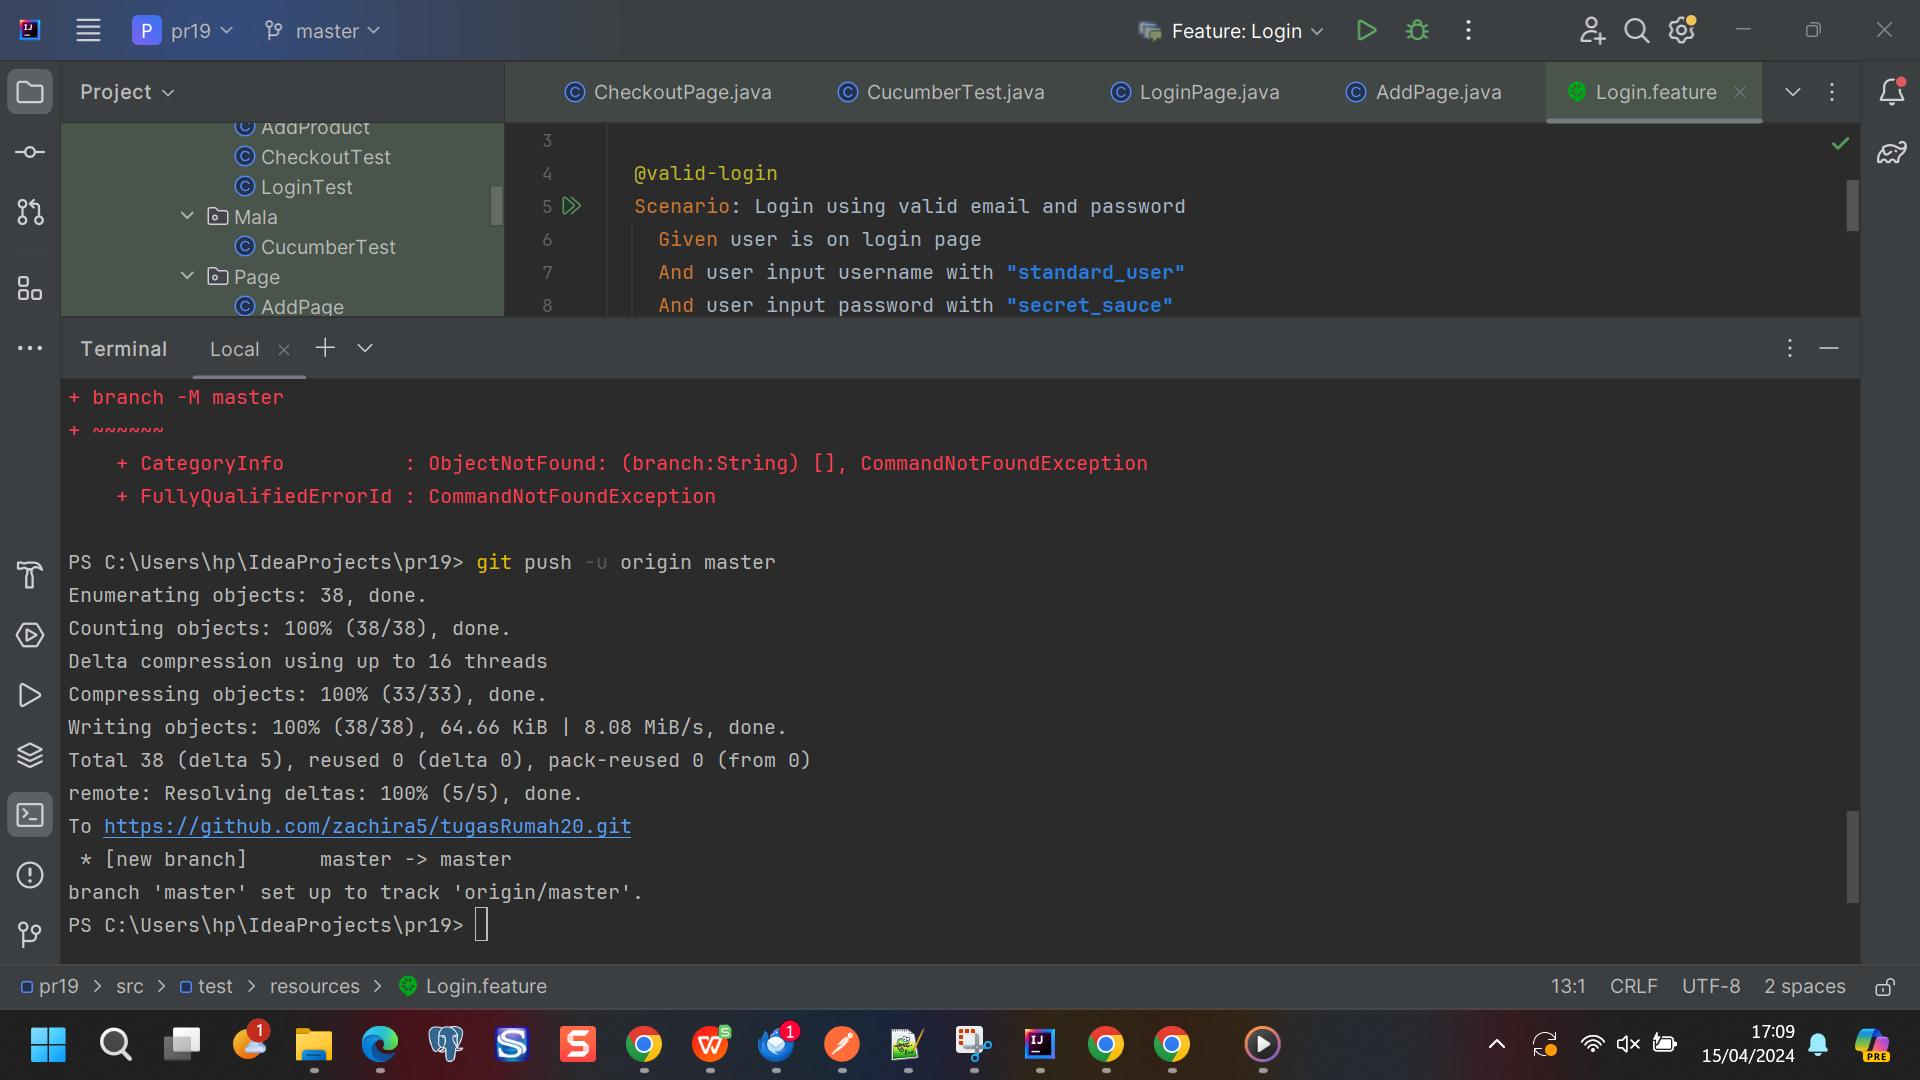 P pr19 master Feature: Login
Project
CheckoutPage.java CucumberTest.java LoginPage.java AddPage.java Login.feature
AddProduct
CheckoutTest
LoginTest
Mala
CucumberTest
Page
AddPage
3
4 @valid-login
5 Scenario: Login using valid email and password
6 Given user is on login page
7 And user input username with "standard_user"
8 And user input password with "secret_sauce"
Terminal Local
+ branch -M master
+ ~~~~~~
+ CategoryInfo : ObjectNotFound: (branch:String) [], CommandNotFoundException
+ FullyQualifiedErrorId : CommandNotFoundException
PS C:\Users\hp\IdeaProjects\pr19> git push -u origin master
Enumerating objects: 38, done.
Counting objects: 100% (38/38), done.
Delta compression using up to 16 threads
Compressing objects: 100% (33/33), done.
Writing objects: 100% (38/38), 64.66 KiB | 8.08 MiB/s, done.
Total 38 (delta 5), reused 0 (delta 0), pack-reused 0 (from 0)
remote: Resolving deltas: 100% (5/5), done.
To https://github.com/zachira5/tugasRumah20.git
* [new branch] master -> master
branch 'master' set up to track 'origin/master'.
PS C:\Users\hp\IdeaProjects\pr19>
pr19 > src > test > resources > Login.feature 13:1 CRLF UTF-8 2 spaces
1 S S S 1 IJ PRE
17:09
15/04/2024